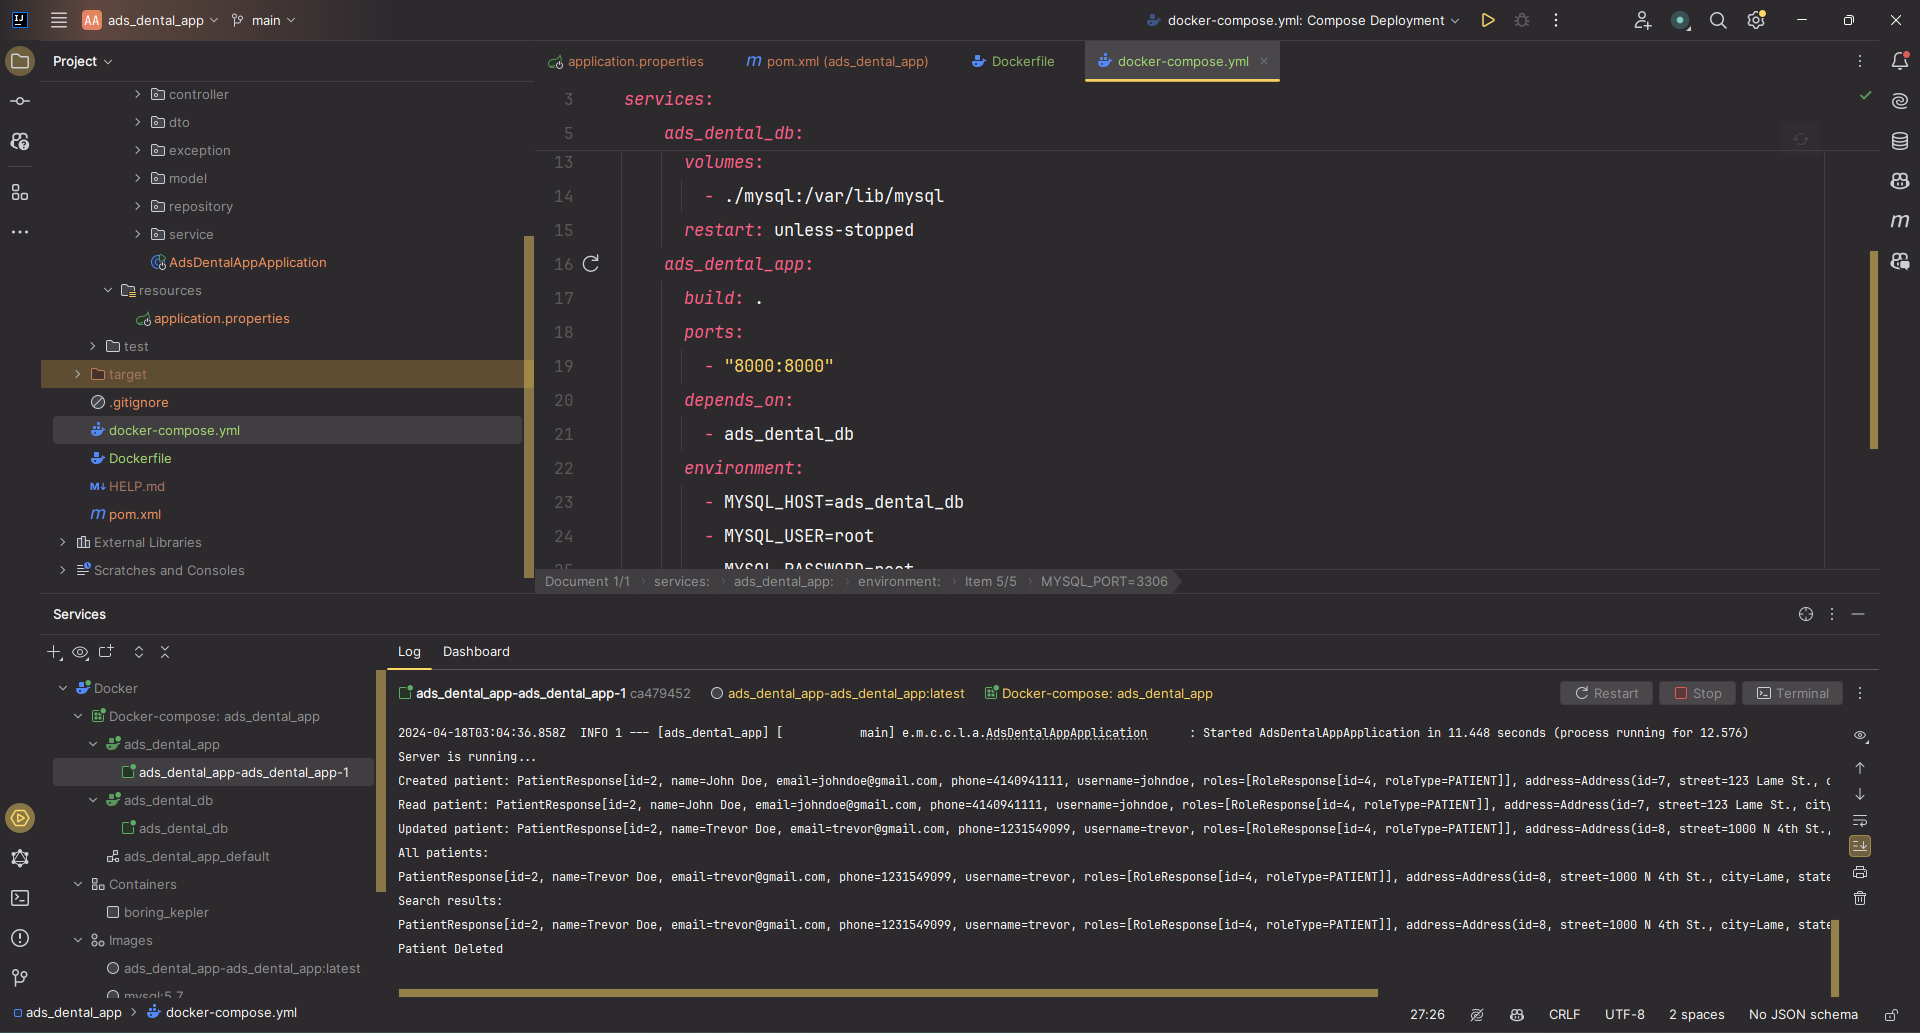 IJ AA ads_dental_app main docker-compose.yml: Compose Deployment
Project
controller
dto
exception
model
repository
service
AdsDentalAppApplication
resources
application.properties
test
target
.gitignore
docker-compose.yml
Dockerfile
M↓ HELP.md
m pom.xml
External Libraries
Scratches and Consoles
application.properties m pom.xml (ads_dental_app) Dockerfile docker-compose.yml
3 services:
5 ads_dental_db:
13 volumes:
14 - ./mysql:/var/lib/mysql
15 restart: unless-stopped
16 ads_dental_app:
17 build: .
18 ports:
19 - "8000:8000"
20 depends_on:
21 - ads_dental_db
22 environment:
23 - MYSQL_HOST=ads_dental_db
24 - MYSQL_USER=root
25 - MYSQL_PASSWORD=root
Document 1/1 services: ads_dental_app: environment: Item 5/5 MYSQL_PORT=3306
m
Services
Docker
Docker-compose: ads_dental_app
ads_dental_app
ads_dental_app-ads_dental_app-1
ads_dental_db
ads_dental_db
ads_dental_app_default
Containers
boring_kepler
Images
ads_dental_app-ads_dental_app:latest
mysql:5.7
Log Dashboard
ads_dental_app-ads_dental_app-1 ca479452 ads_dental_app-ads_dental_app:latest Docker-compose: ads_dental_app Restart Stop Terminal
2024-04-18T03:04:36.858Z INFO 1 --- [ads_dental_app] [ main] e.m.c.c.l.a.AdsDentalAppApplication : Started AdsDentalAppApplication in 11.448 seconds (process running for 12.576)
Server is running...
Created patient: PatientResponse[id=2, name=John Doe, email=johndoe@gmail.com, phone=4140941111, username=johndoe, roles=[RoleResponse[id=4, roleType=PATIENT]], address=Address(id=7, street=123 Lame St., c
Read patient: PatientResponse[id=2, name=John Doe, email=johndoe@gmail.com, phone=4140941111, username=johndoe, roles=[RoleResponse[id=4, roleType=PATIENT]], address=Address(id=7, street=123 Lame St., city
Updated patient: PatientResponse[id=2, name=Trevor Doe, email=trevor@gmail.com, phone=1231549099, username=trevor, roles=[RoleResponse[id=4, roleType=PATIENT]], address=Address(id=8, street=1000 N 4th St.,
All patients:
PatientResponse[id=2, name=Trevor Doe, email=trevor@gmail.com, phone=1231549099, username=trevor, roles=[RoleResponse[id=4, roleType=PATIENT]], address=Address(id=8, street=1000 N 4th St., city=Lame, state
Search results:
PatientResponse[id=2, name=Trevor Doe, email=trevor@gmail.com, phone=1231549099, username=trevor, roles=[RoleResponse[id=4, roleType=PATIENT]], address=Address(id=8, street=1000 N 4th St., city=Lame, state
Patient Deleted
ads_dental_app docker-compose.yml 27:26 CRLF UTF-8 2 spaces No JSON schema